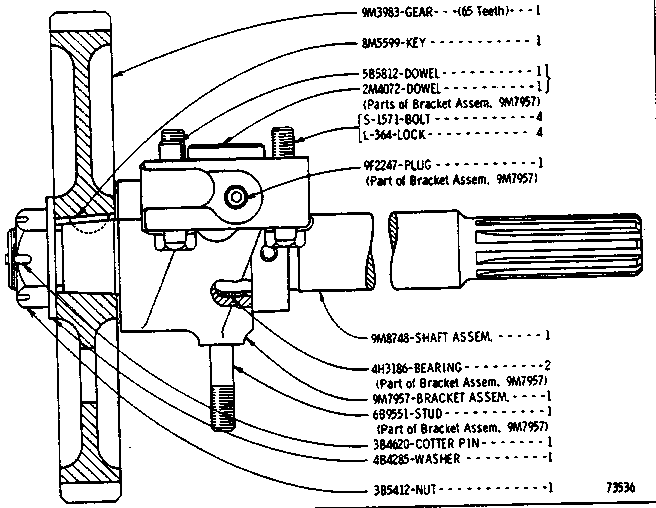 9M3983-GEAR---(65 Teeth)---1
8M5599-KEY------------1
5B5812-DOWEL----------1
2M4072-DOWEL----------1
(Parts of Bracket Assem. 9M7957)
S-1571-BOLT-----------4
L-364-LOCK------------4
9F2247-PLUG-----------1
(Part of Bracket Assem. 9M7957)
9M8748-SHAFT ASSEM.------1
4H3186-BEARING---------2
(Part of Bracket Assem. 9M7957)
9M7957-BRACKET ASSEM.----1
6B9551-STUD-----------1
(Part of Bracket Assem. 9M7957)
3B4620-COTTER PIN-------1
4B4285-WASHER---------1
3B5412-NUT------------1
73536